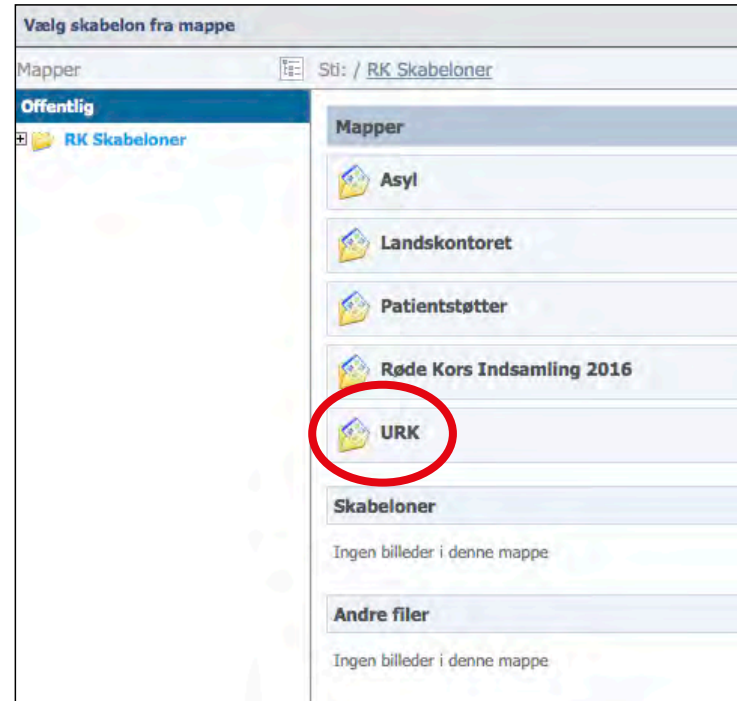 Vælg skabelon fra mappe
Mapper
Sti: / RK Skabeloner
Offentlig
RK Skabeloner
Mapper
Asyl
Landskontoret
Patientstøtter
Røde Kors Indsamling 2016
URK
Skabeloner
Ingen billeder i denne mappe
Andre filer
Ingen billeder i denne mappe